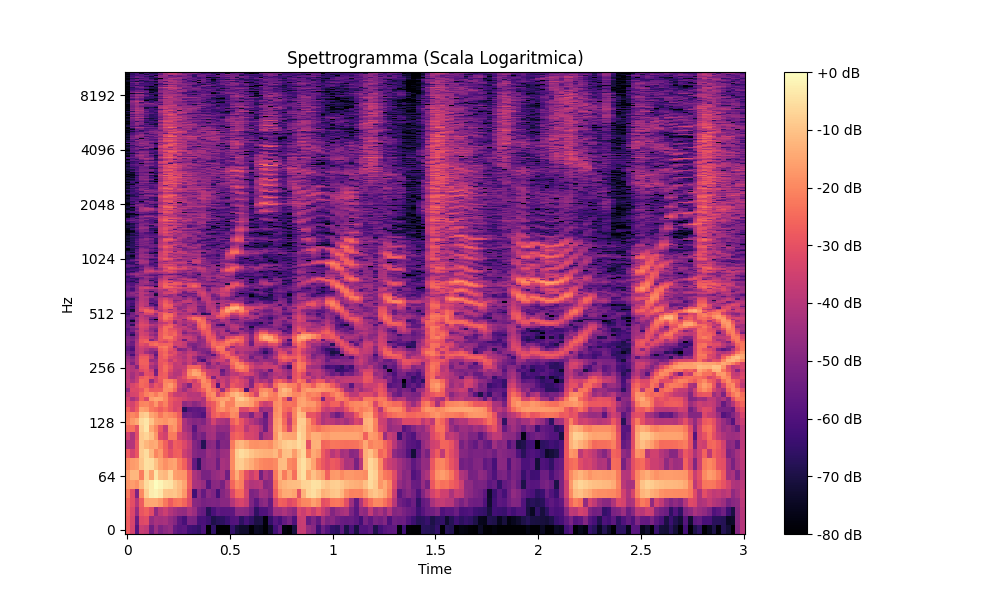 Spettrogramma (Scala Logaritmica)
Hz
8192
4096
2048
1024
512
256
128
64
0
0
0.5
1
1.5
2
2.5
3
Time
+0 dB
-10 dB
-20 dB
-30 dB
-40 dB
-50 dB
-60 dB
-70 dB
-80 dB